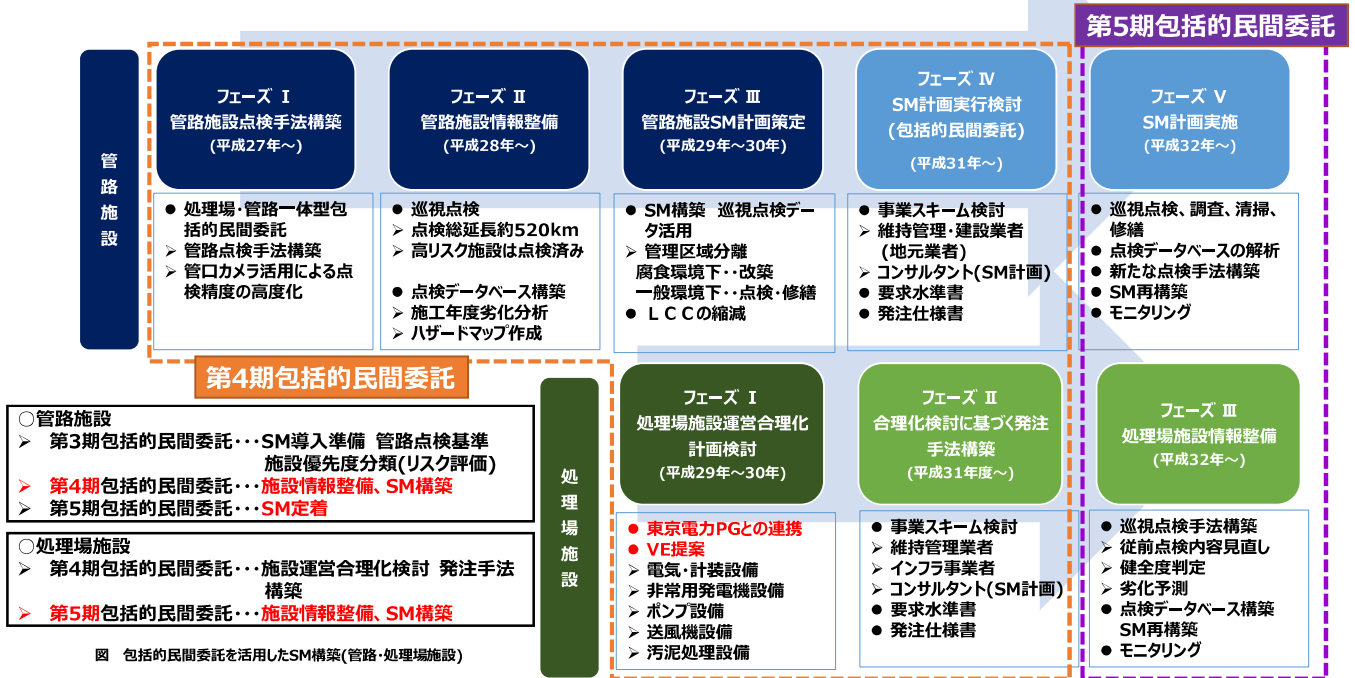 第5期包括的民間委託
管路施設
フェーズ Ⅰ
管路施設点検手法構築
(平成27年～)
● 処理場・管路一体型包
括的民間委託
➢ 管路点検手法構築
➢ 管口カメラ活用による点
検精度の高度化
フェーズ Ⅱ
管路施設情報整備
(平成28年～)
● 巡視点検
➢ 点検総延長約520km
➢ 高リスク施設は点検済み
● 点検データベース構築
➢ 施工年度劣化分析
➢ ハザードマップ作成
フェーズ Ⅲ
管路施設SM計画策定
(平成29年～30年)
● SM構築 巡視点検デー
タ活用
➢ 管理区域分離
腐食環境下‥改築
一般環境下‥点検・修繕
● ＬＣＣの縮減
フェーズ Ⅳ
SM計画実行検討
(包括的民間委託)
(平成31年～)
● 事業スキーム検討
➢ 維持管理・建設業者
(地元業者)
➢ コンサルタント(SM計画)
● 要求水準書
● 発注仕様書
フェーズ Ⅴ
SM計画実施
(平成32年～)
● 巡視点検、調査、清掃、
修繕
● 点検データベースの解析
● 新たな点検手法構築
● SM再構築
● モニタリング
第4期包括的民間委託
○管路施設
➢ 第3期包括的民間委託･･･SM導入準備 管路点検基準
施設優先度分類(リスク評価)
➢ 第4期包括的民間委託･･･施設情報整備、SM構築
➢ 第5期包括的民間委託･･･SM定着
○処理場施設
➢ 第4期包括的民間委託･･･施設運営合理化検討 発注手法
構築
➢ 第5期包括的民間委託･･･施設情報整備、SM構築
図 包括的民間委託を活用したSM構築(管路・処理場施設)
処理場施設
フェーズ Ⅰ
処理場施設運営合理化
計画検討
(平成29年～30年)
● 東京電力PGとの連携
● VE提案
➢ 電気・計装設備
➢ 非常用発電機設備
➢ ポンプ設備
➢ 送風機設備
➢ 汚泥処理設備
フェーズ Ⅱ
合理化検討に基づく発注
手法構築
(平成31年度～)
● 事業スキーム検討
➢ 維持管理業者
➢ インフラ事業者
➢ コンサルタント(SM計画)
● 要求水準書
● 発注仕様書
フェーズ Ⅲ
処理場施設情報整備
(平成32年～)
● 巡視点検手法構築
➢ 従前点検内容見直し
➢ 健全度判定
➢ 劣化予測
● 点検データベース構築
SM再構築
● モニタリング